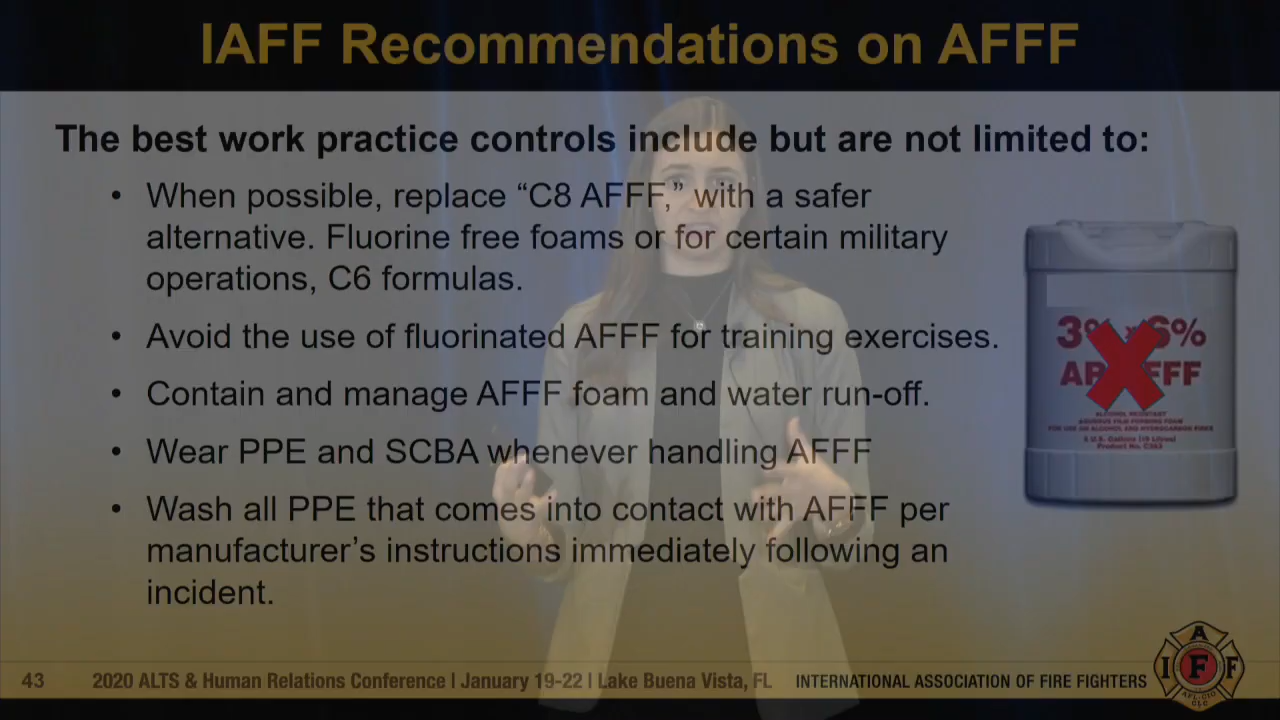 IAFF Recommendations on AFFF
The best work practice controls include but are not limited to:
• When possible, replace “C8 AFFF,” with a safer
alternative. Fluorine free foams or for certain military
operations, C6 formulas.
• Avoid the use of fluorinated AFFF for training exercises.
• Contain and manage AFFF foam and water run-off.
• Wear PPE and SCBA whenever handling AFFF
• Wash all PPE that comes into contact with AFFF per
manufacturer’s instructions immediately following an
incident.
3% 6%
AR FFF
ALCOHOL RESISTANT
AQUEOUS FILM FORMING FOAM
FOR USE ON ALCOHOL AND HYDROCARBON FIRES
5 U.S. Gallons (19 Litres)
43 2020 ALTS & Human Relations Conference | January 19-22 | Lake Buena Vista, FL INTERNATIONAL ASSOCIATION OF FIRE FIGHTERS
I A F F
AFL-CIO
CLC